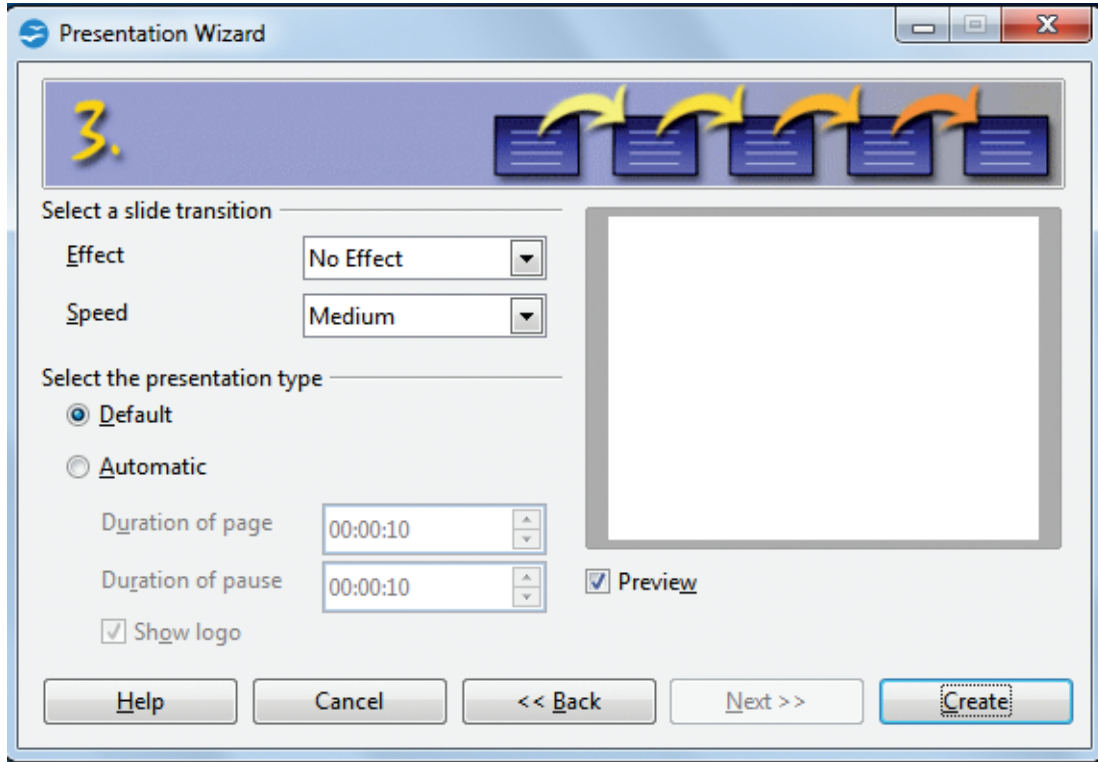 Presentation Wizard
3.
Select a slide transition
Effect No Effect
Speed Medium
Select the presentation type
Default
Automatic
Duration of page 00:00:10
Duration of pause 00:00:10
Preview
Show logo
Help Cancel << Back Next >> Create